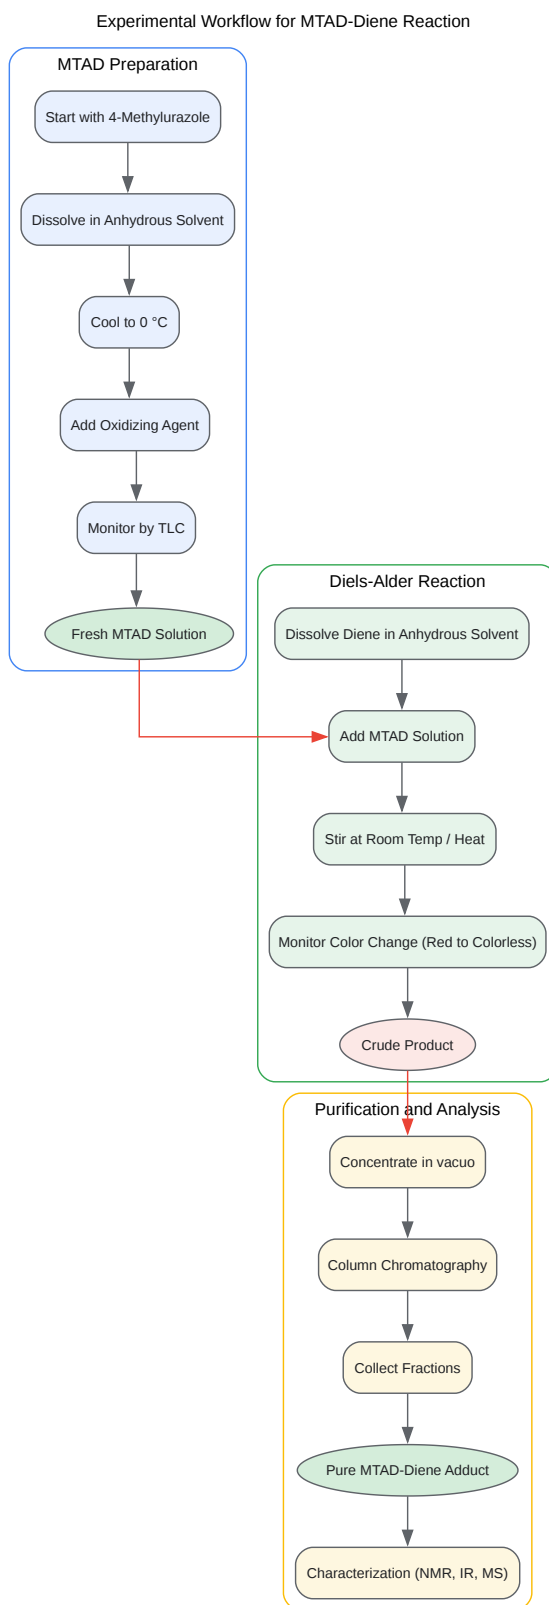 Experimental Workflow for MTAD-Diene Reaction
MTAD Preparation
Start with 4-Methylurazole
Dissolve in Anhydrous Solvent
Cool to 0 °C
Add Oxidizing Agent
Monitor by TLC
Fresh MTAD Solution
Diels-Alder Reaction
Dissolve Diene in Anhydrous Solvent
Add MTAD Solution
Stir at Room Temp / Heat
Monitor Color Change (Red to Colorless)
Crude Product
Purification and Analysis
Concentrate in vacuo
Column Chromatography
Collect Fractions
Pure MTAD-Diene Adduct
Characterization (NMR, IR, MS)